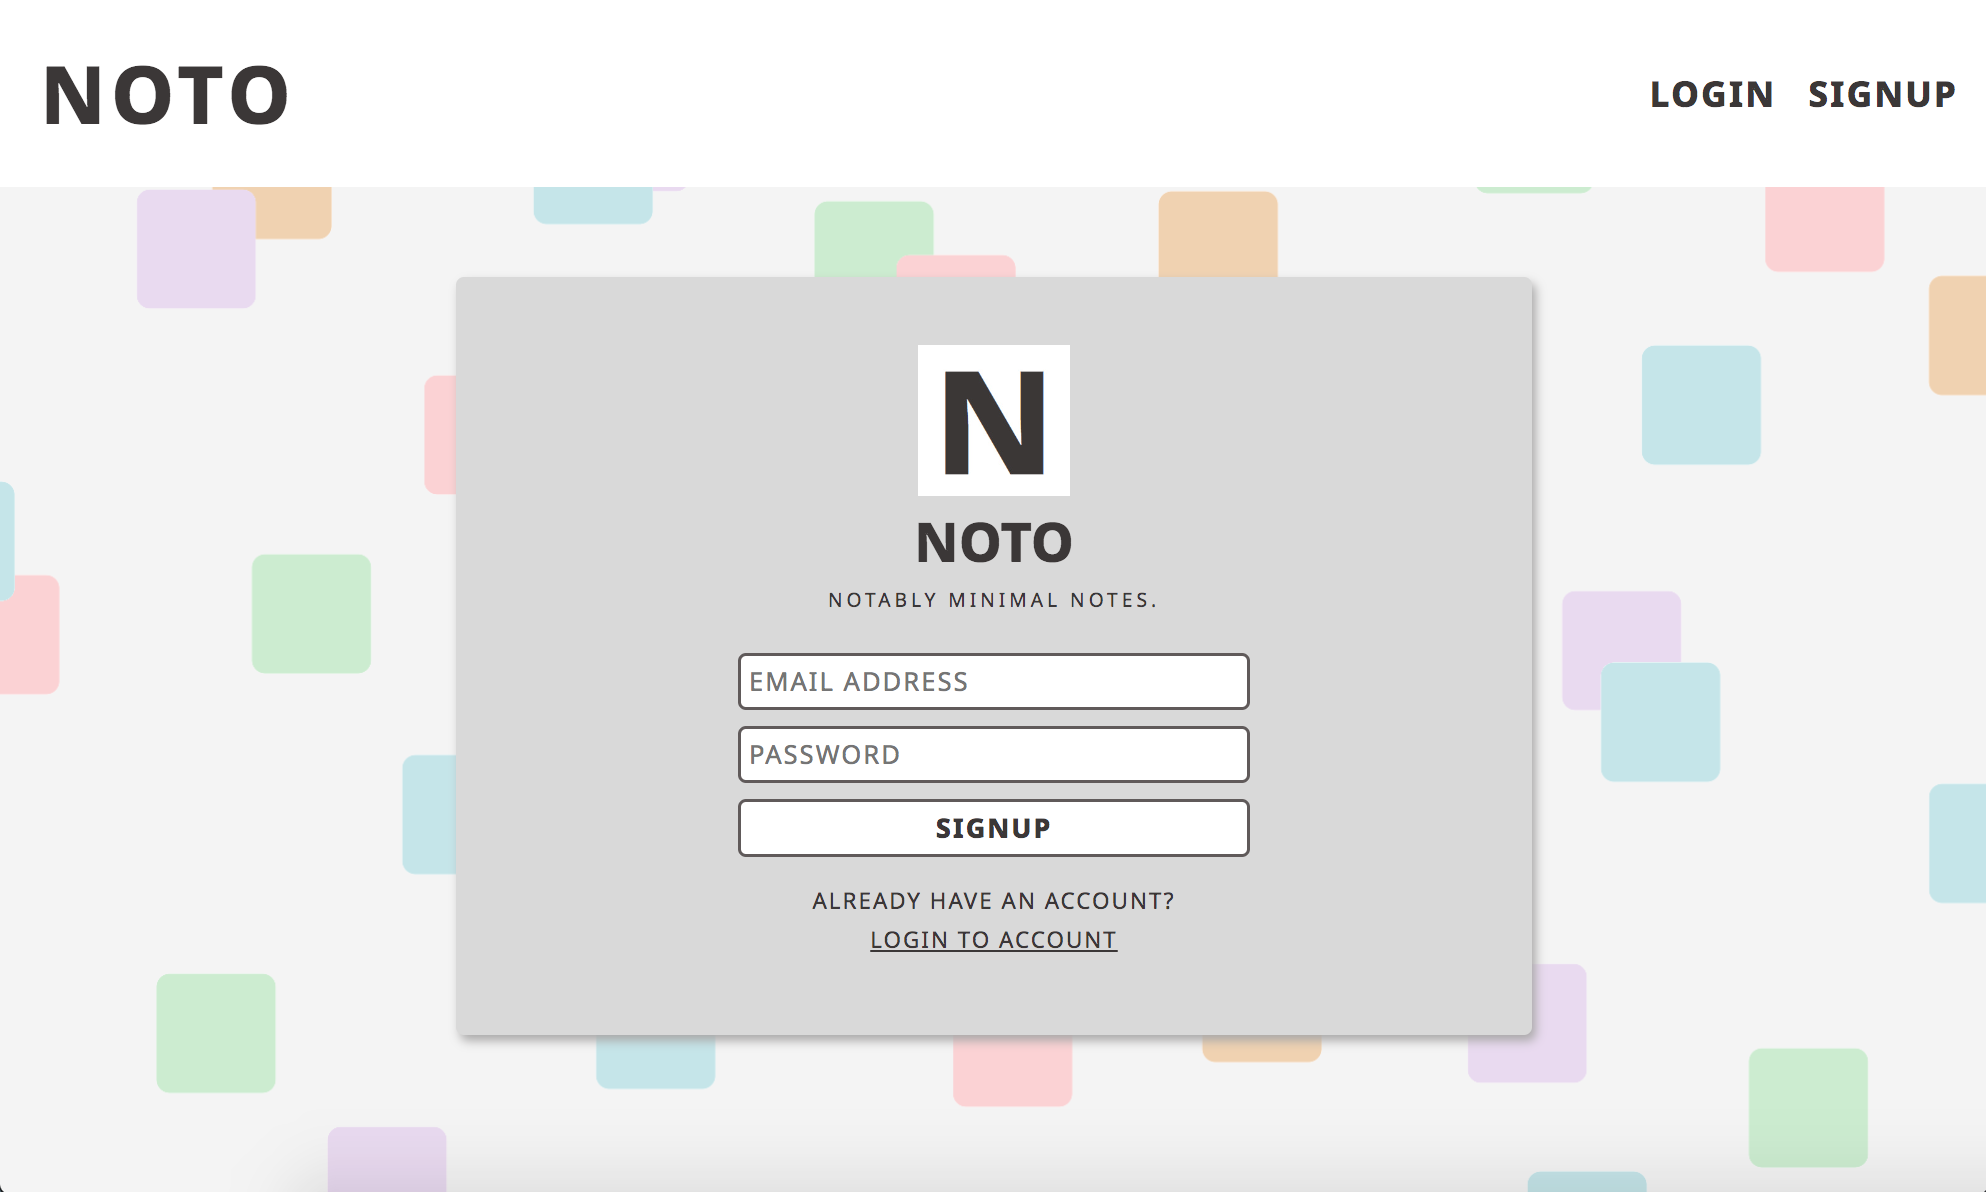 NOTO
LOGIN SIGNUP
N
NOTO
NOTABLY MINIMAL NOTES.
EMAIL ADDRESS
PASSWORD
SIGNUP
ALREADY HAVE AN ACCOUNT?
LOGIN TO ACCOUNT